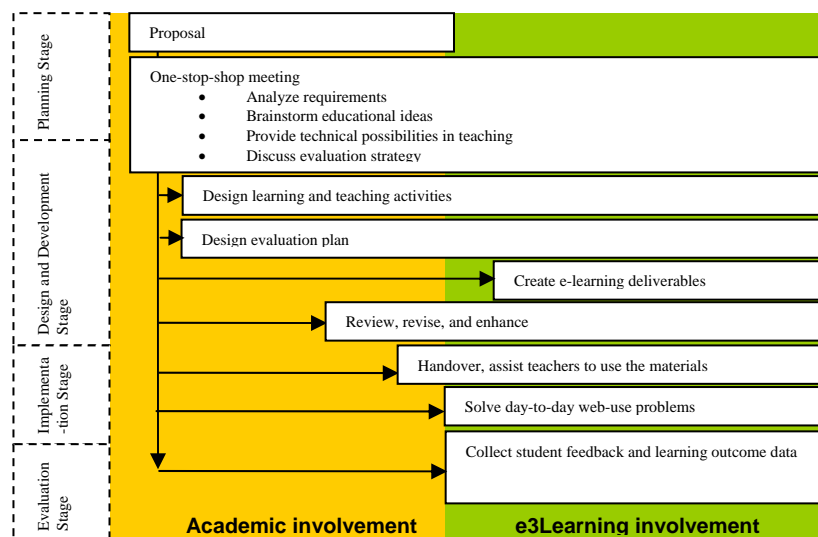 Planning Stage
Proposal
One-stop-shop meeting
• Analyze requirements
• Brainstorm educational ideas
• Provide technical possibilities in teaching
• Discuss evaluation strategy
Design and Development
Stage
Design learning and teaching activities
Design evaluation plan
Create e-learning deliverables
Review, revise, and enhance
Implementa
-tion Stage
Handover, assist teachers to use the materials
Solve day-to-day web-use problems
Evaluation
Stage
Collect student feedback and learning outcome data
Academic involvement
e3Learning involvement